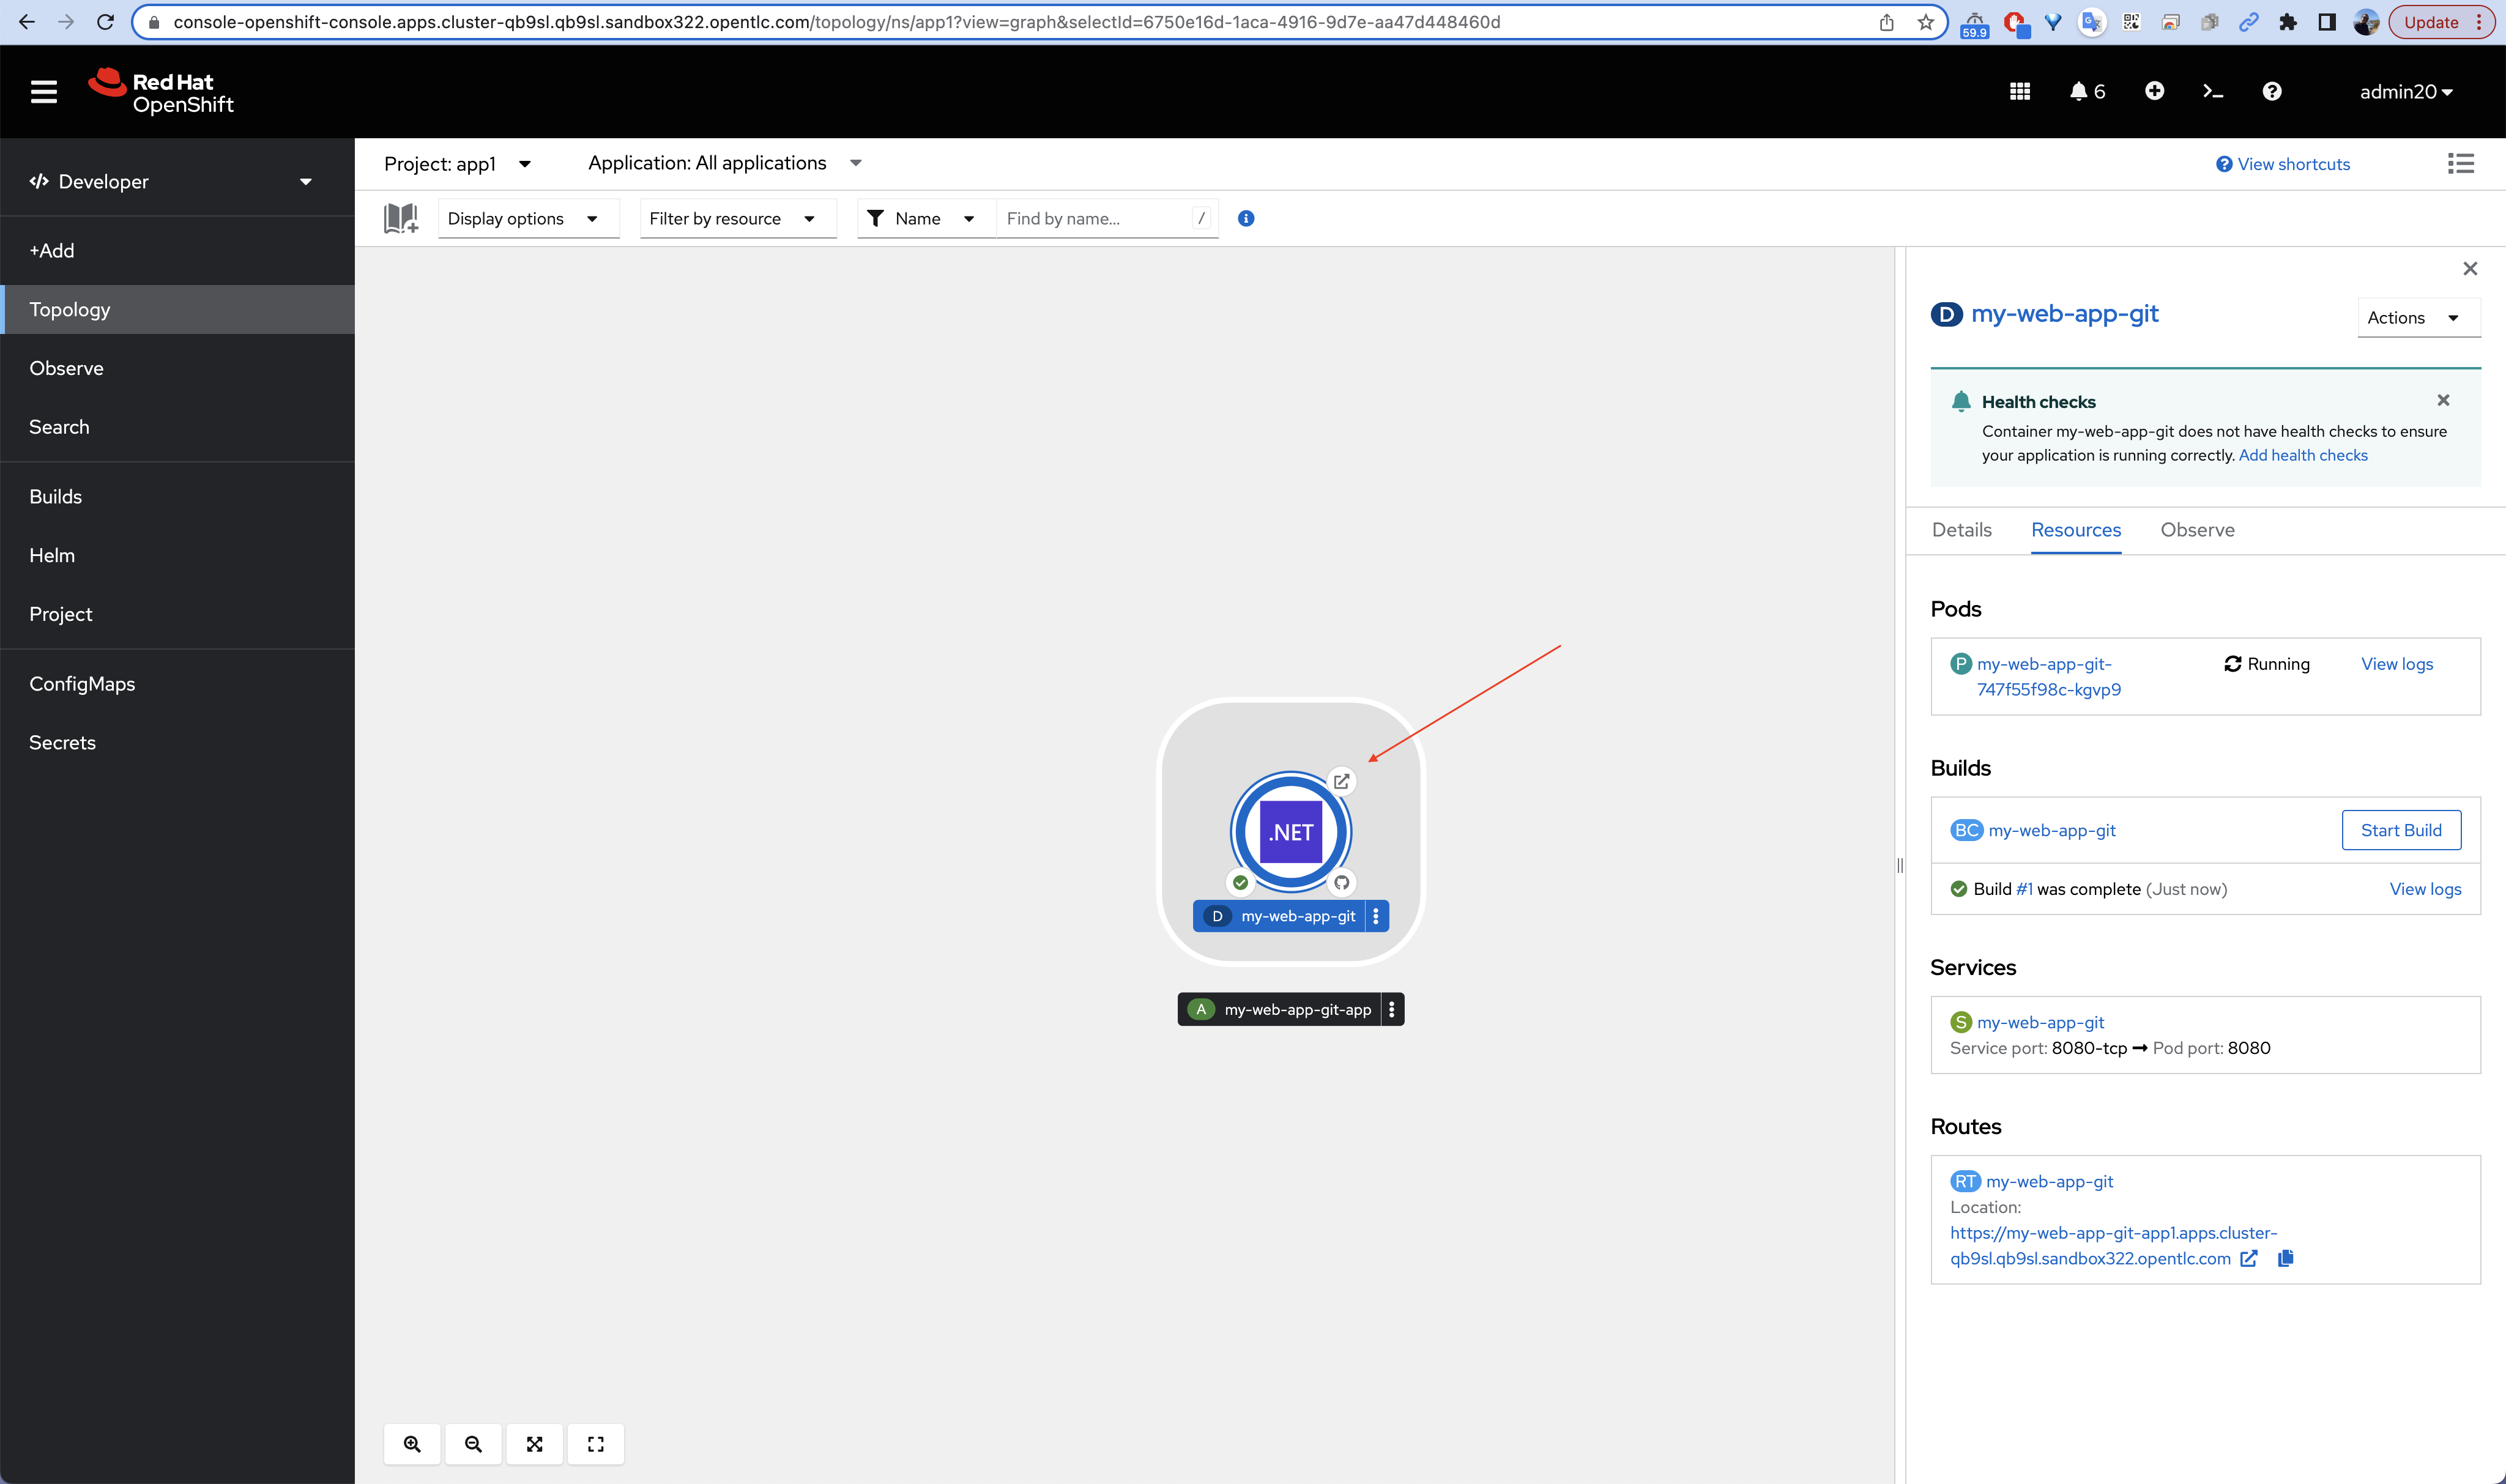 console-openshift-console.apps.cluster-qb9sl.qb9sl.sandbox322.opentlc.com/topology/ns/app1?view=graph&selectId=6750e16d-1aca-4916-9d7e-aa47d448460d
59.9
Update
Red Hat
OpenShift
6
admin20
Developer
+Add
Topology
Observe
Search
Builds
Helm
Project
ConfigMaps
Secrets
Project: app1
Application: All applications
View shortcuts
Display options
Filter by resource
Name
Find by name...
/
.NET
D my-web-app-git
A my-web-app-git-app
D my-web-app-git
Actions
Health checks
Container my-web-app-git does not have health checks to ensure
your application is running correctly. Add health checks
Details
Resources
Observe
Pods
P my-web-app-git-
747f55f98c-kgvp9
Running
View logs
Builds
BC my-web-app-git
Start Build
Build #1 was complete (Just now)
View logs
Services
S my-web-app-git
Service port: 8080-tcp → Pod port: 8080
Routes
RT my-web-app-git
Location:
https://my-web-app-git-app1.apps.cluster-
qb9sl.qb9sl.sandbox322.opentlc.com